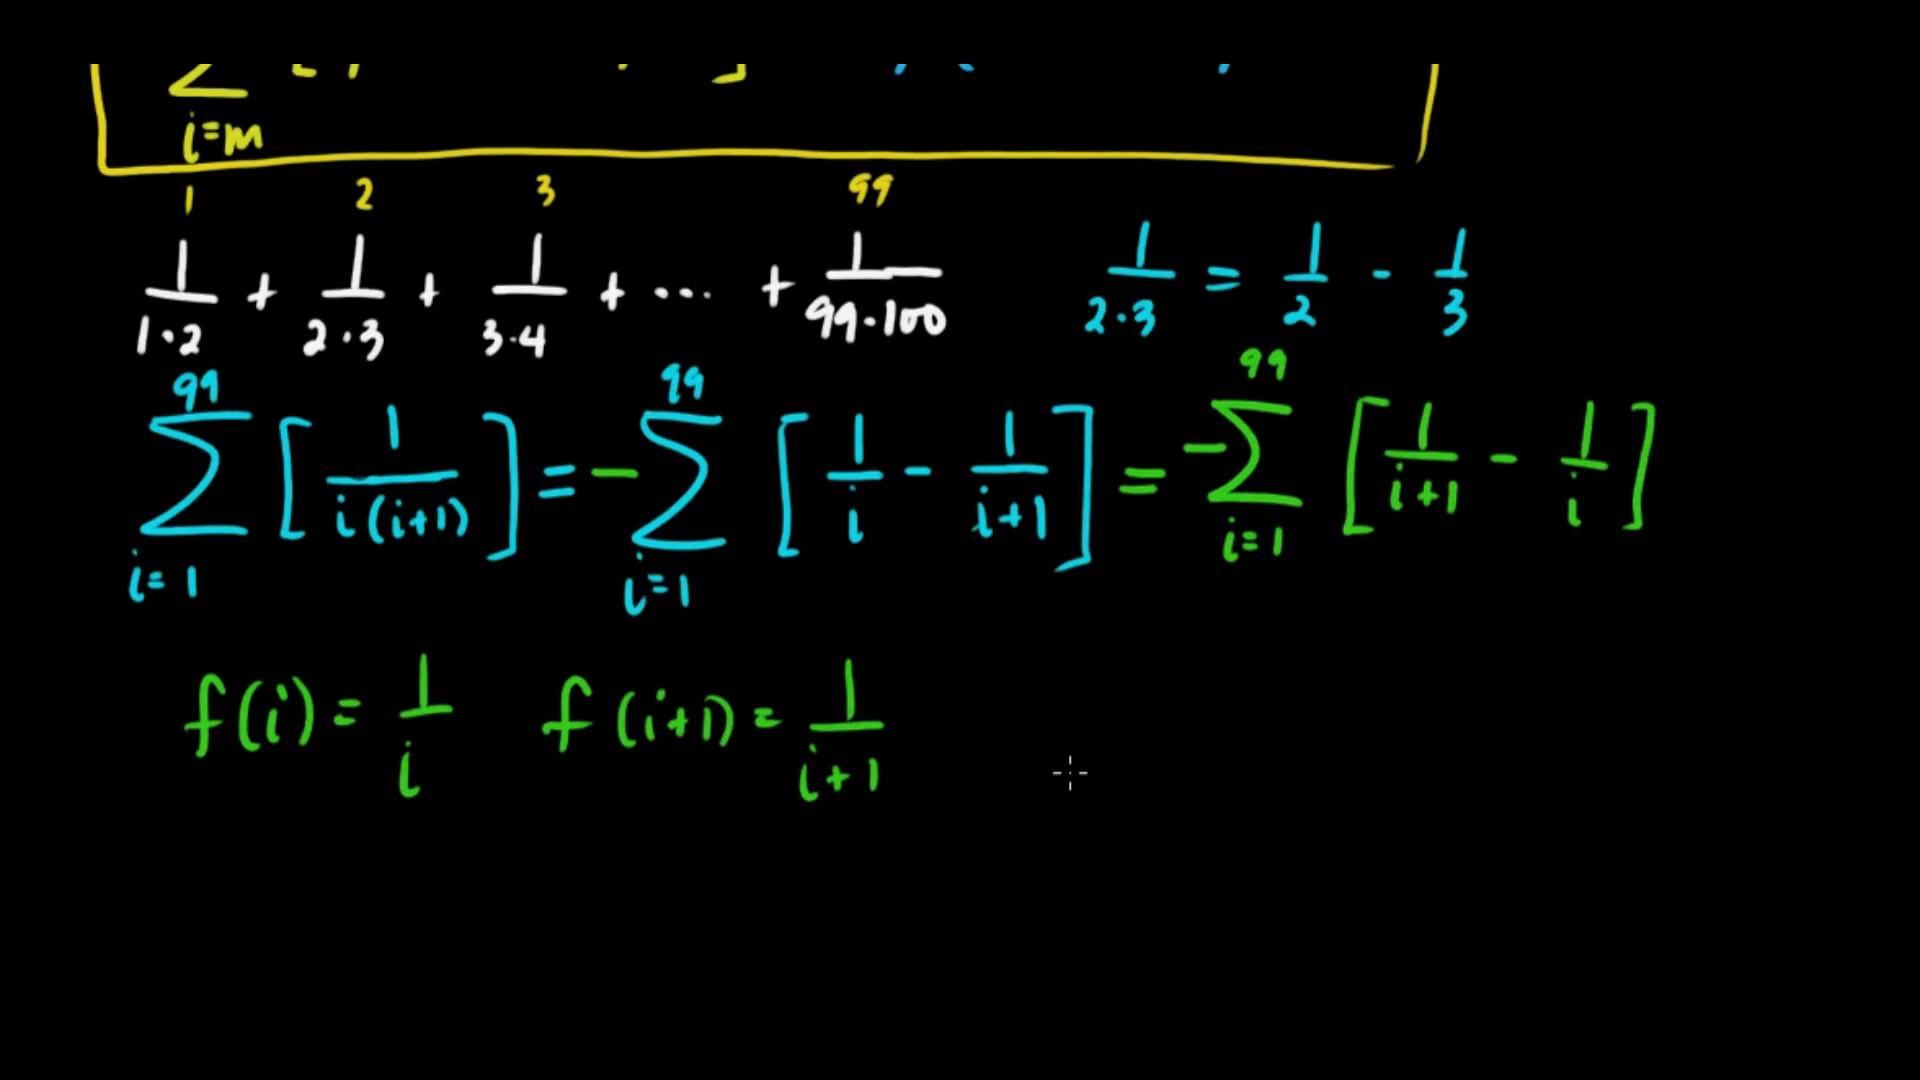 i=m
1 2 3 99
1/(1·2) + 1/(2·3) + 1/(3·4) + ... + 1/(99·100)
1/(2·3) = 1/2 - 1/3
∑_{i=1}^{99} [1/(i(i+1))] = -∑_{i=1}^{99} [1/i - 1/(i+1)] = -∑_{i=1}^{99} [1/(i+1) - 1/i]
f(i) = 1/i f(i+1) = 1/(i+1)